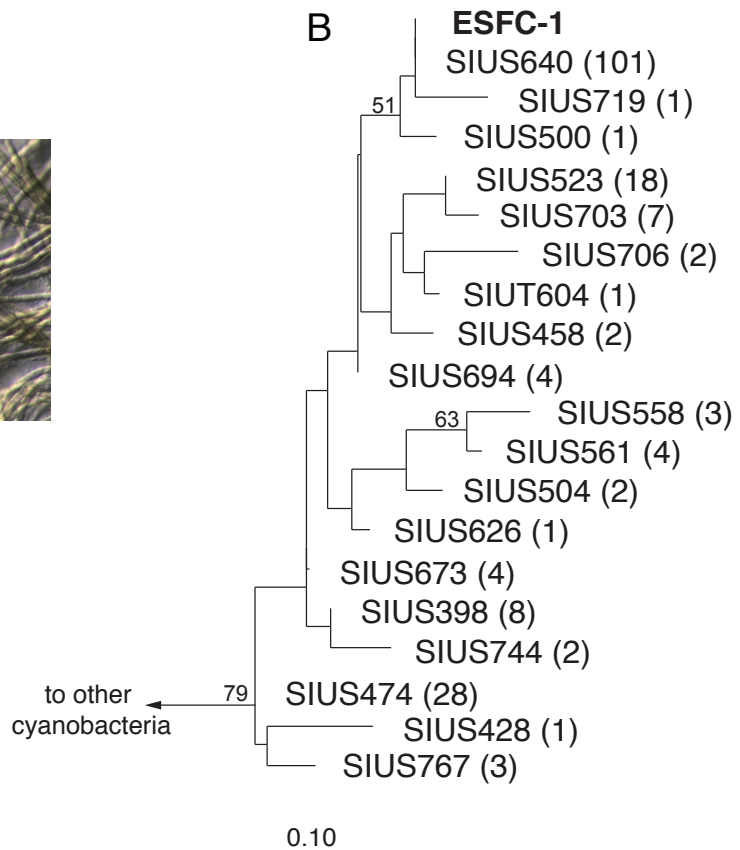 B
ESFC-1
SIUS640 (101)
SIUS719 (1)
51
SIUS500 (1)
SIUS523 (18)
SIUS703 (7)
SIUS706 (2)
SIUT604 (1)
SIUS458 (2)
SIUS694 (4)
SIUS558 (3)
63
SIUS561 (4)
SIUS504 (2)
SIUS626 (1)
SIUS673 (4)
SIUS398 (8)
SIUS744 (2)
79
SIUS474 (28)
to other
cyanobacteria
SIUS428 (1)
SIUS767 (3)
0.10